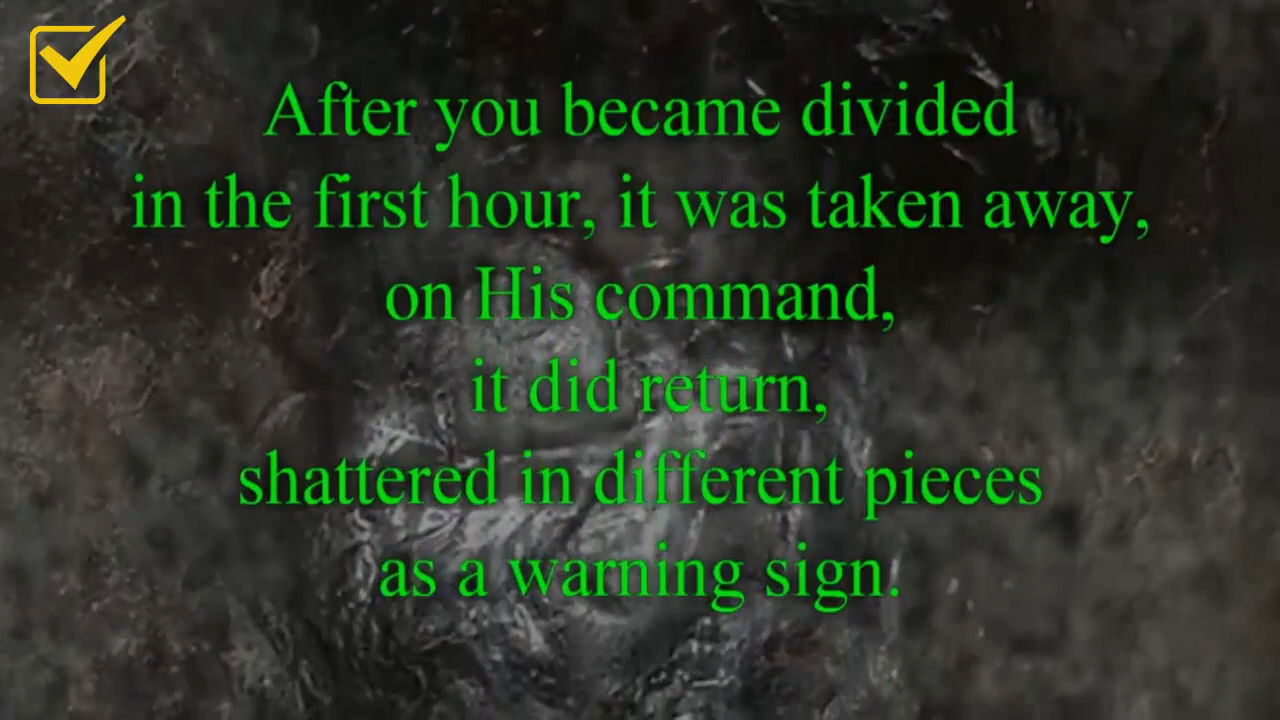 After you became divided
in the first hour, it was taken away,
on His command,
it did return,
shattered in different pieces
as a warning sign.